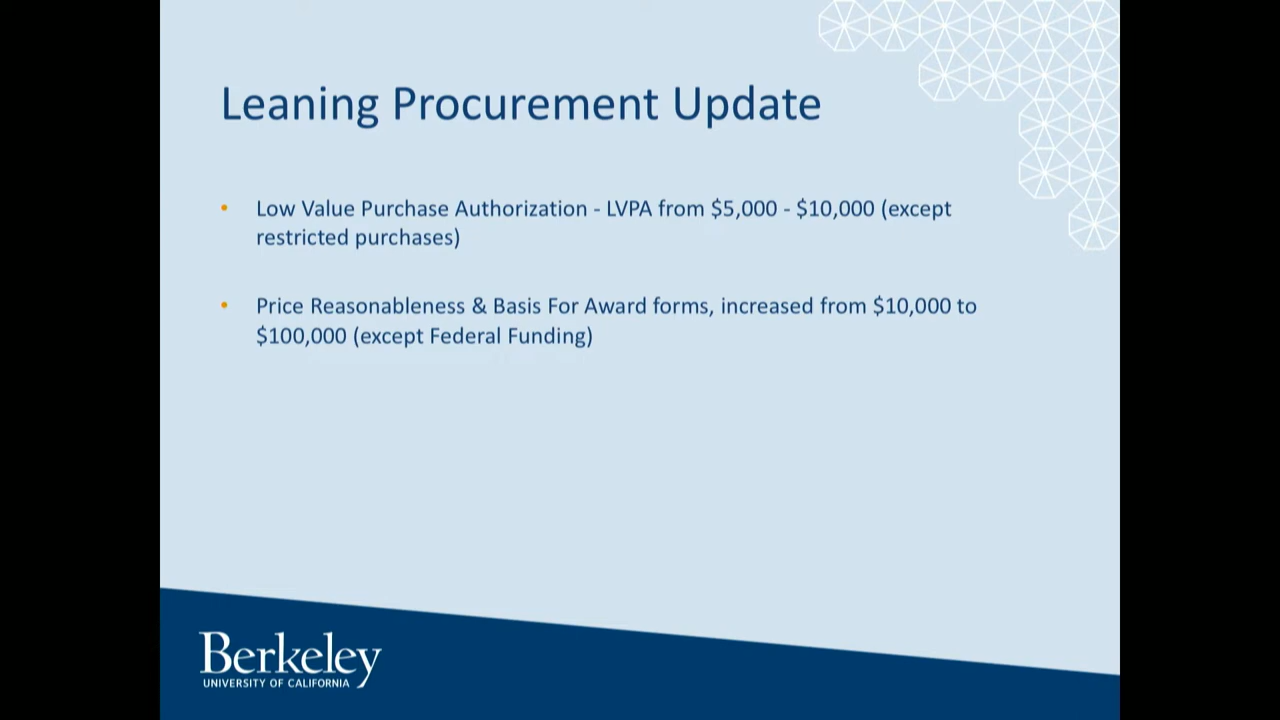 Leaning Procurement Update
• Low Value Purchase Authorization - LVPA from $5,000 - $10,000 (except
restricted purchases)
• Price Reasonableness & Basis For Award forms, increased from $10,000 to
$100,000 (except Federal Funding)
Berkeley
UNIVERSITY OF CALIFORNIA